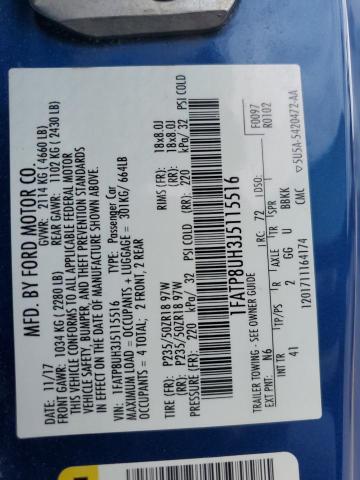 MFD. BY FORD MOTOR CO.
11/17
GVWR: 2114 KG ( 4660 LB)
FRONT GAWR: 1034 KG (2280 LB)
REAR GAWR: 1102 KG (2430 LB)
THIS VEHICLE CONFORMS TO ALL APPLICABLE FEDERAL MOTOR
VEHICLE SAFETY, BUMPER, AND THEFT PREVENTION STANDARDS
IN EFFECT ON THE DATE OF MANUFACTURE SHOWN ABOVE.
VIN: 1FATP8UH3J5115516
Passenger Car
MAXIMUM LOAD = OCCUPANTS + LUGGAGE = 301KG/ 664LB
OCCUPANTS = 4 TOTAL; 2 FRONT, 2 REAR
TIRE (FR): P235/50ZR18 97W
RIMS (FR): 18x8.0J
TIRE (RR): P235/50ZR18 97W
RIMS (RR): 18x8.0J
PRESSURE (FR): 220 kPa/ 32 PSI COLD
(RR): 220 kPa/ 32 PSI COLD
1FATP8UH3J5115516
TRAILER TOWING - SEE OWNER GUIDE
F0097
R0102
EXT PNT: N6
RC: 72
DSO:
INT TR
TP/PS
R
AXLE
TR
SPR
41
2
GG
U
BBKK
CMC
▽5U5A-5420472-AA
12017111164174